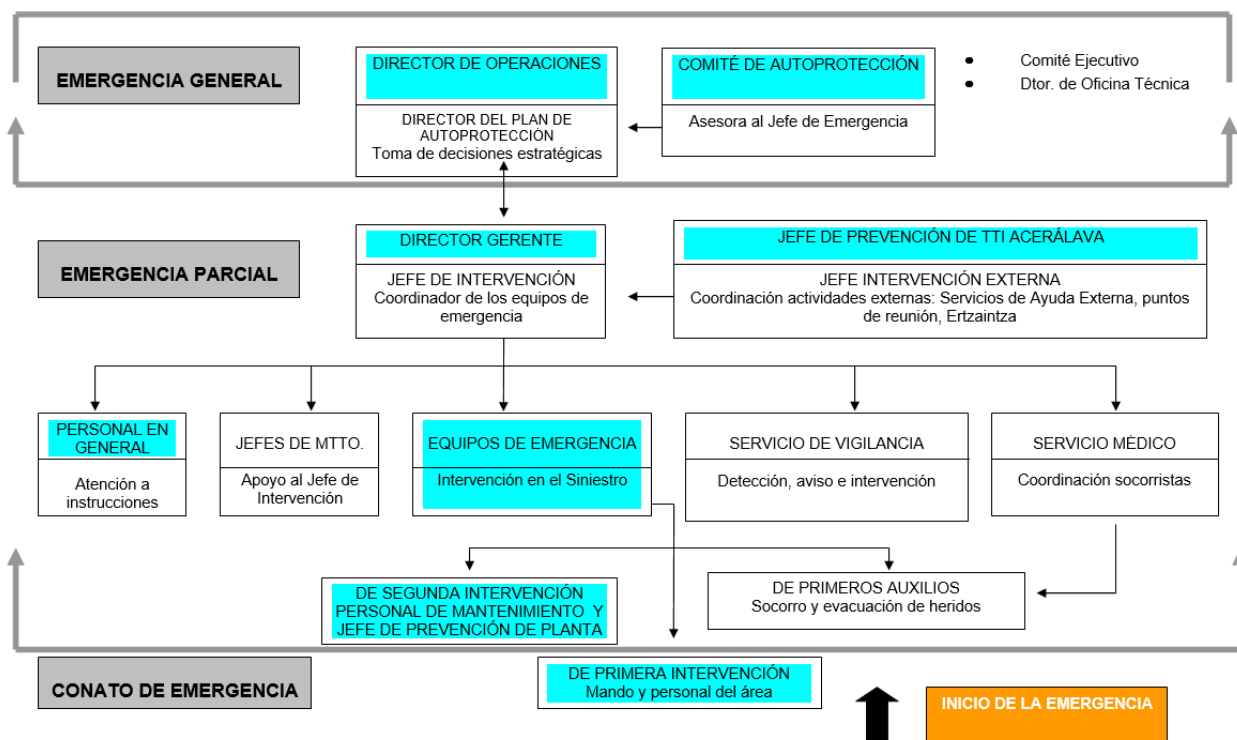 EMERGENCIA GENERAL
DIRECTOR DE OPERACIONES
DIRECTOR DEL PLAN DE
AUTOPROTECCIÓN
Toma de decisiones estratégicas
COMITÉ DE AUTOPROTECCIÓN
Asesora al Jefe de Emergencia
• Comité Ejecutivo
• Dtor. de Oficina Técnica
EMERGENCIA PARCIAL
DIRECTOR GERENTE
JEFE DE INTERVENCIÓN
Coordinador de los equipos de
emergencia
JEFE DE PREVENCIÓN DE TTI ACERÁLAVA
JEFE INTERVENCIÓN EXTERNA
Coordinación actividades externas: Servicios de Ayuda Externa, puntos
de reunión, Ertzaintza
PERSONAL EN
GENERAL
Atención a
instrucciones
JEFES DE MTTO.
Apoyo al Jefe de
Intervención
EQUIPOS DE EMERGENCIA
Intervención en el Siniestro
SERVICIO DE VIGILANCIA
Detección, aviso e intervención
SERVICIO MÉDICO
Coordinación socorristas
DE SEGUNDA INTERVENCIÓN
PERSONAL DE MANTENIMIENTO Y
JEFE DE PREVENCIÓN DE PLANTA
DE PRIMEROS AUXILIOS
Socorro y evacuación de heridos
CONATO DE EMERGENCIA
DE PRIMERA INTERVENCIÓN
Mando y personal del área
INICIO DE LA EMERGENCIA